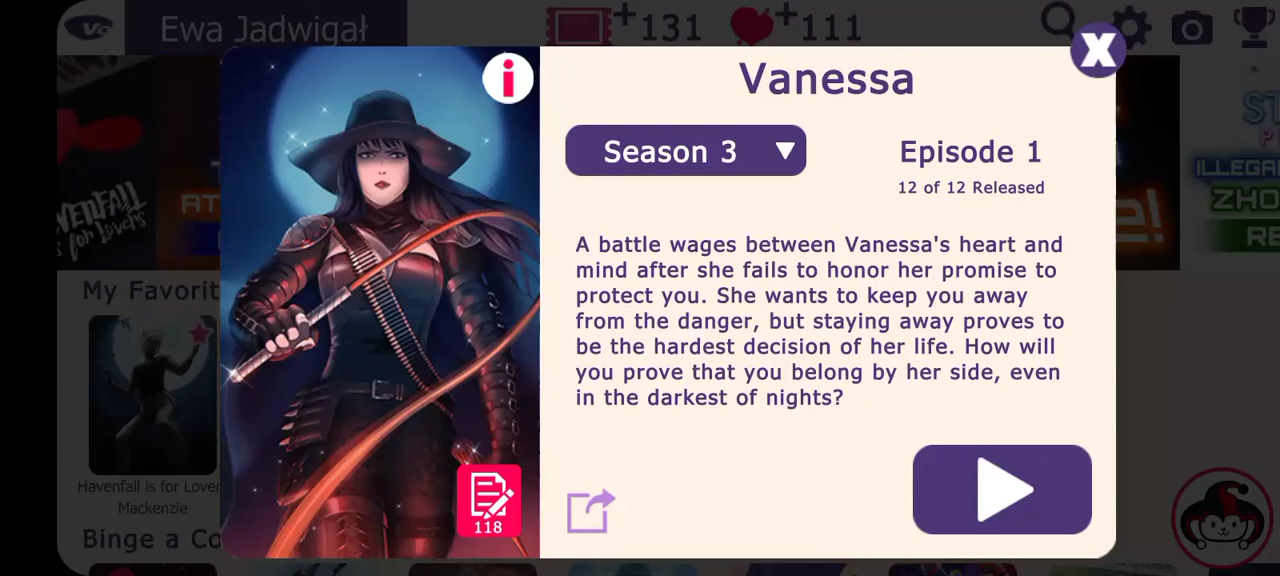 Ewa Jadwigał
+131
+111
i
X
Vanessa
Season 3
Episode 1
12 of 12 Released
A battle wages between Vanessa's heart and
mind after she fails to honor her promise to
protect you. She wants to keep you away
from the danger, but staying away proves to
be the hardest decision of her life. How will
you prove that you belong by her side, even
in the darkest of nights?
118
My Favorit
Havenfall is for Lover
Mackenzie
Binge a Co
ILLEGA
ZHO
RE